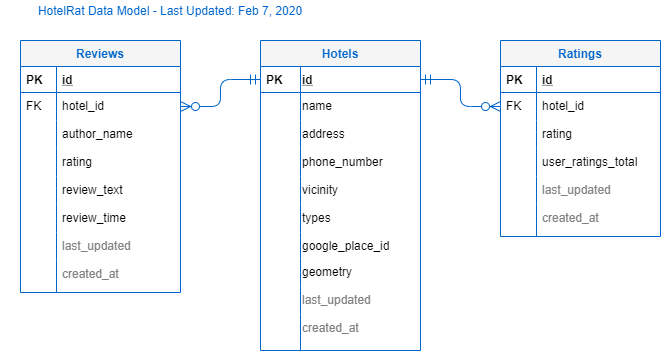 HotelRat Data Model - Last Updated: Feb 7, 2020
Reviews
PK id
FK hotel_id
author_name
rating
review_text
review_time
last_updated
created_at
Hotels
PK id
name
address
phone_number
vicinity
types
google_place_id
geometry
last_updated
created_at
Ratings
PK id
FK hotel_id
rating
user_ratings_total
last_updated
created_at